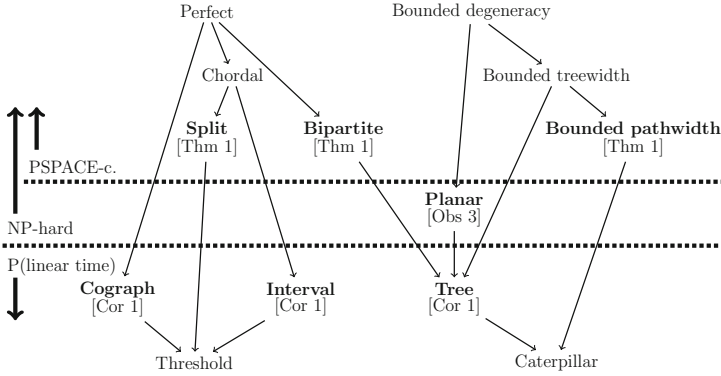 Perfect
Bounded degeneracy
Chordal
Bounded treewidth
Split
[Thm 1]
Bipartite
[Thm 1]
Bounded pathwidth
[Thm 1]
PSPACE-c.
Planar
[Obs 3]
NP-hard
P(linear time)
Cograph
[Cor 1]
Interval
[Cor 1]
Tree
[Cor 1]
Threshold
Caterpillar